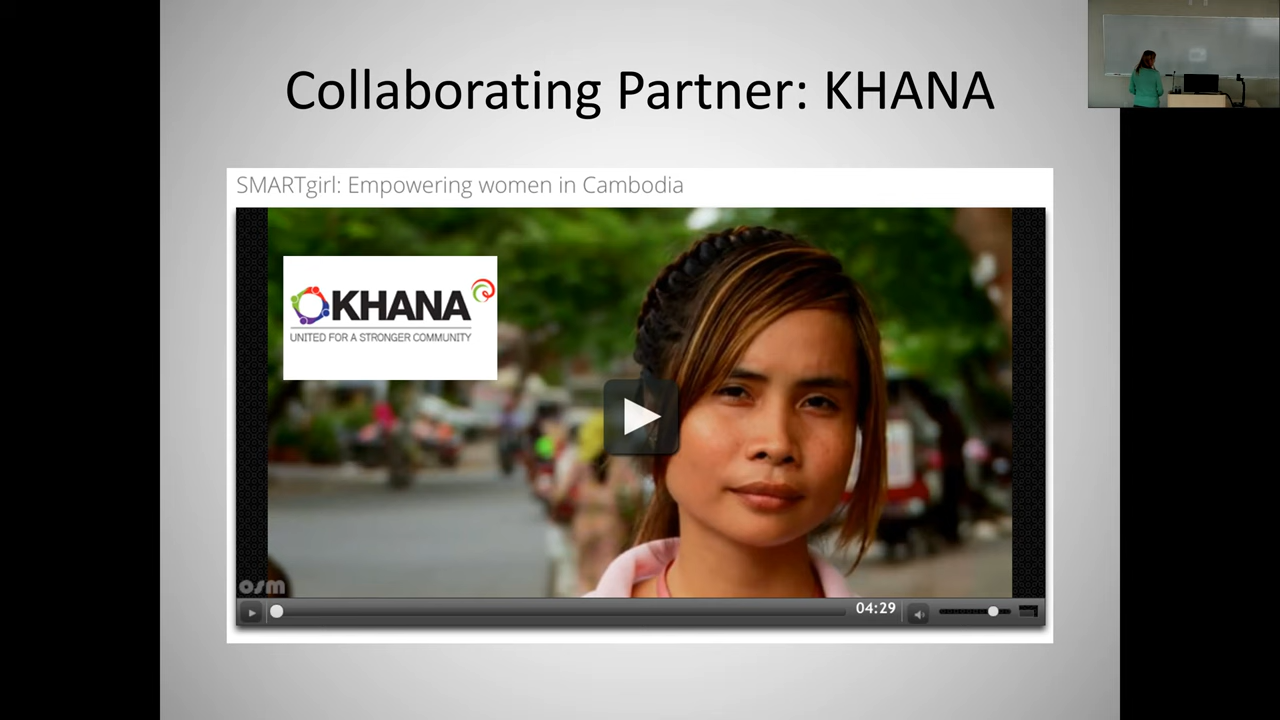 Collaborating Partner: KHANA
SMARTgirl: Empowering women in Cambodia
KHANA
UNITED FOR A STRONGER COMMUNITY
osm
04:29